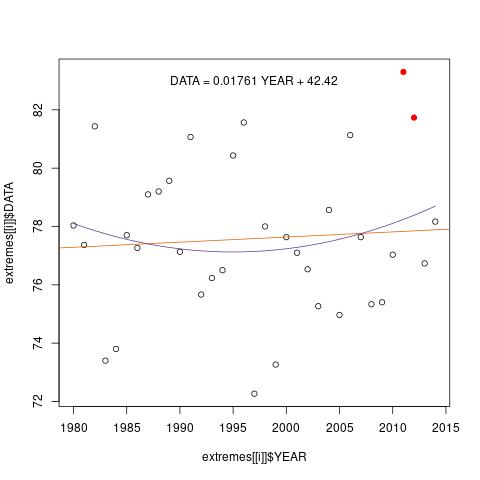 DATA = 0.01761 YEAR + 42.42
82
80
78
76
74
72
extremes[[i]]$DATA
1980 1985 1990 1995 2000 2005 2010 2015
extremes[[i]]$YEAR